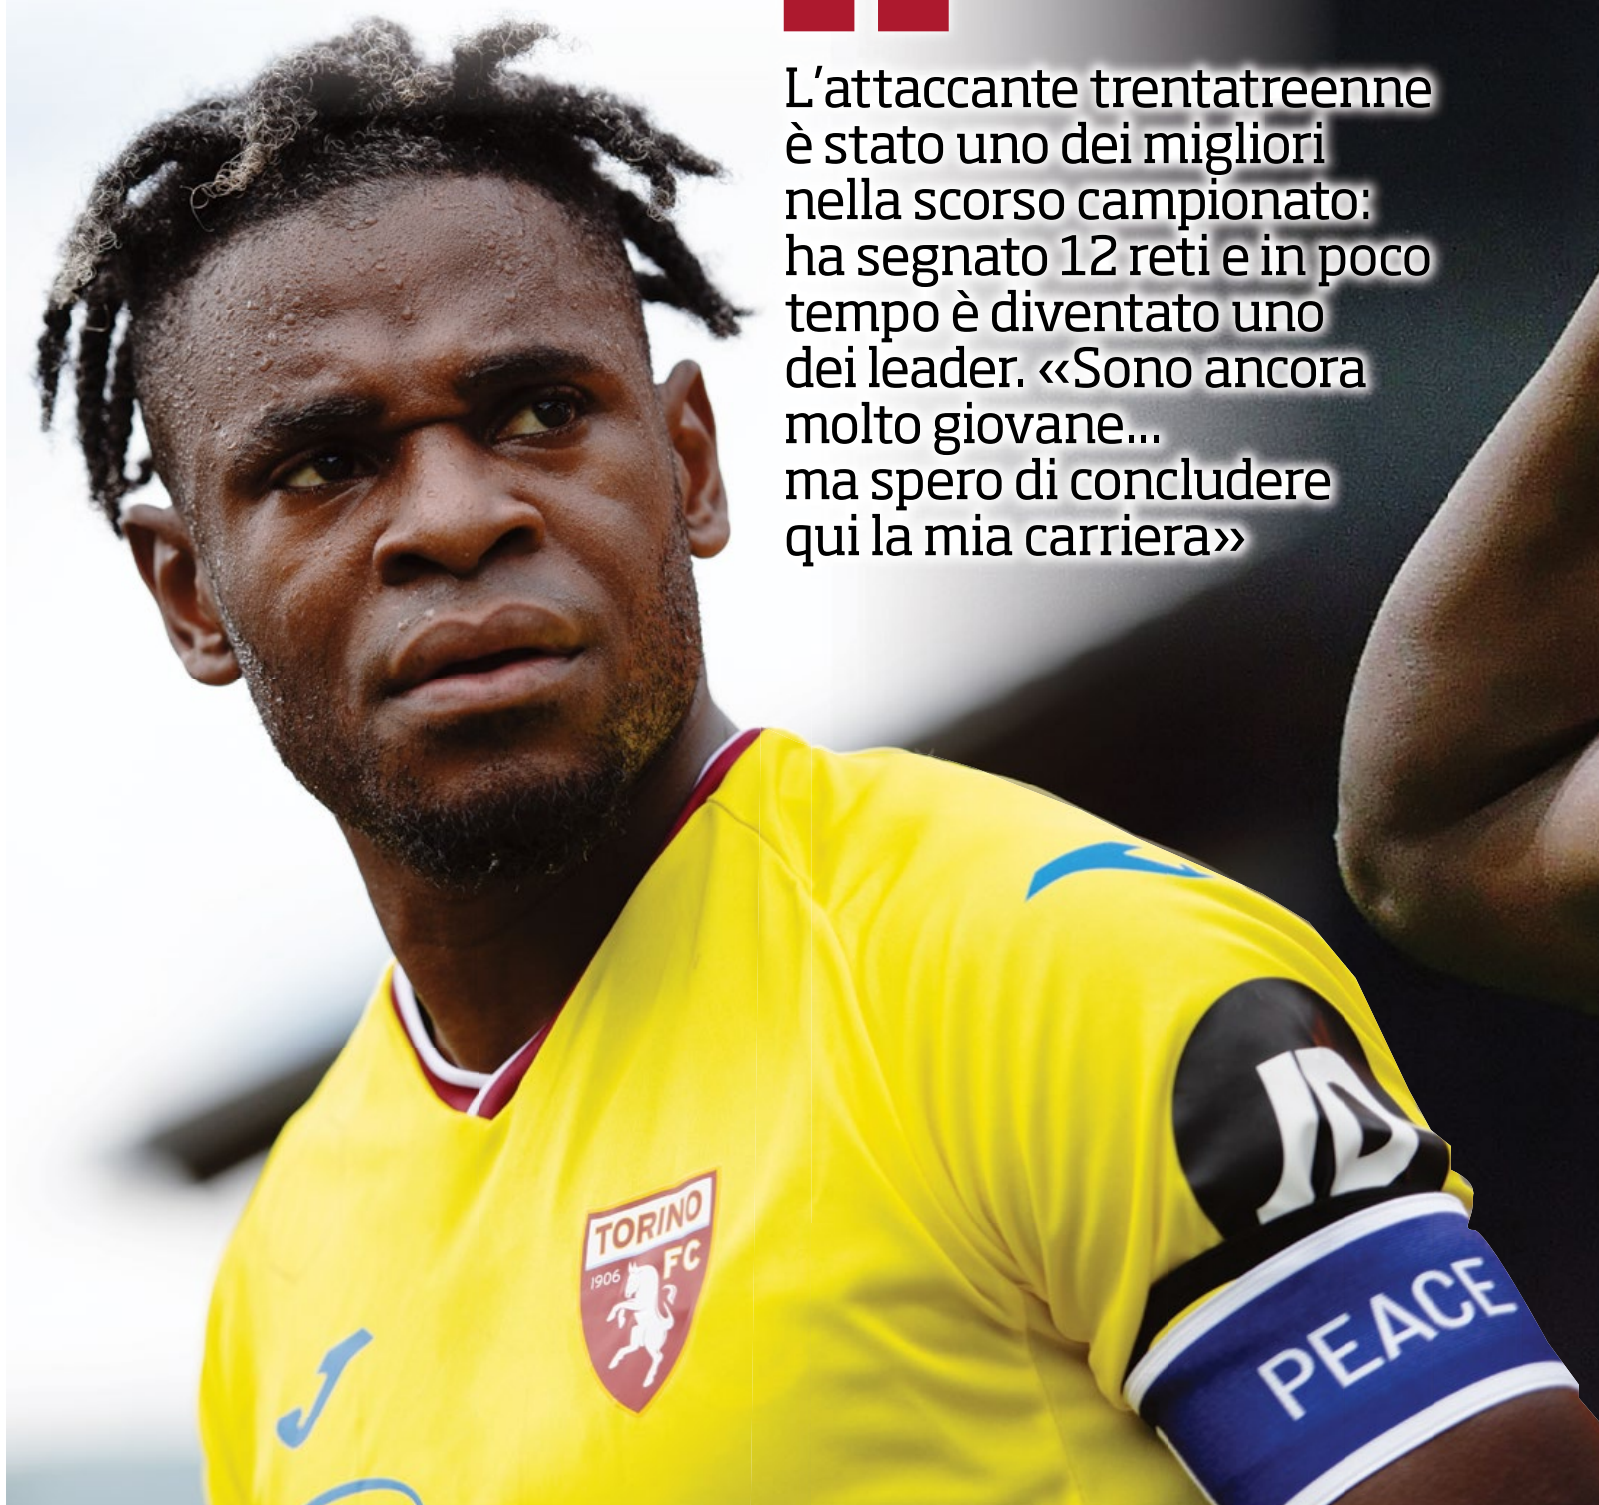 L’attaccante trentatreenne
è stato uno dei migliori
nella scorso campionato:
ha segnato 12 reti e in poco
tempo è diventato uno
dei leader. «Sono ancora
molto giovane...
ma spero di concludere
qui la mia carriera»
JD
PEACE
TORINO
FC
1906